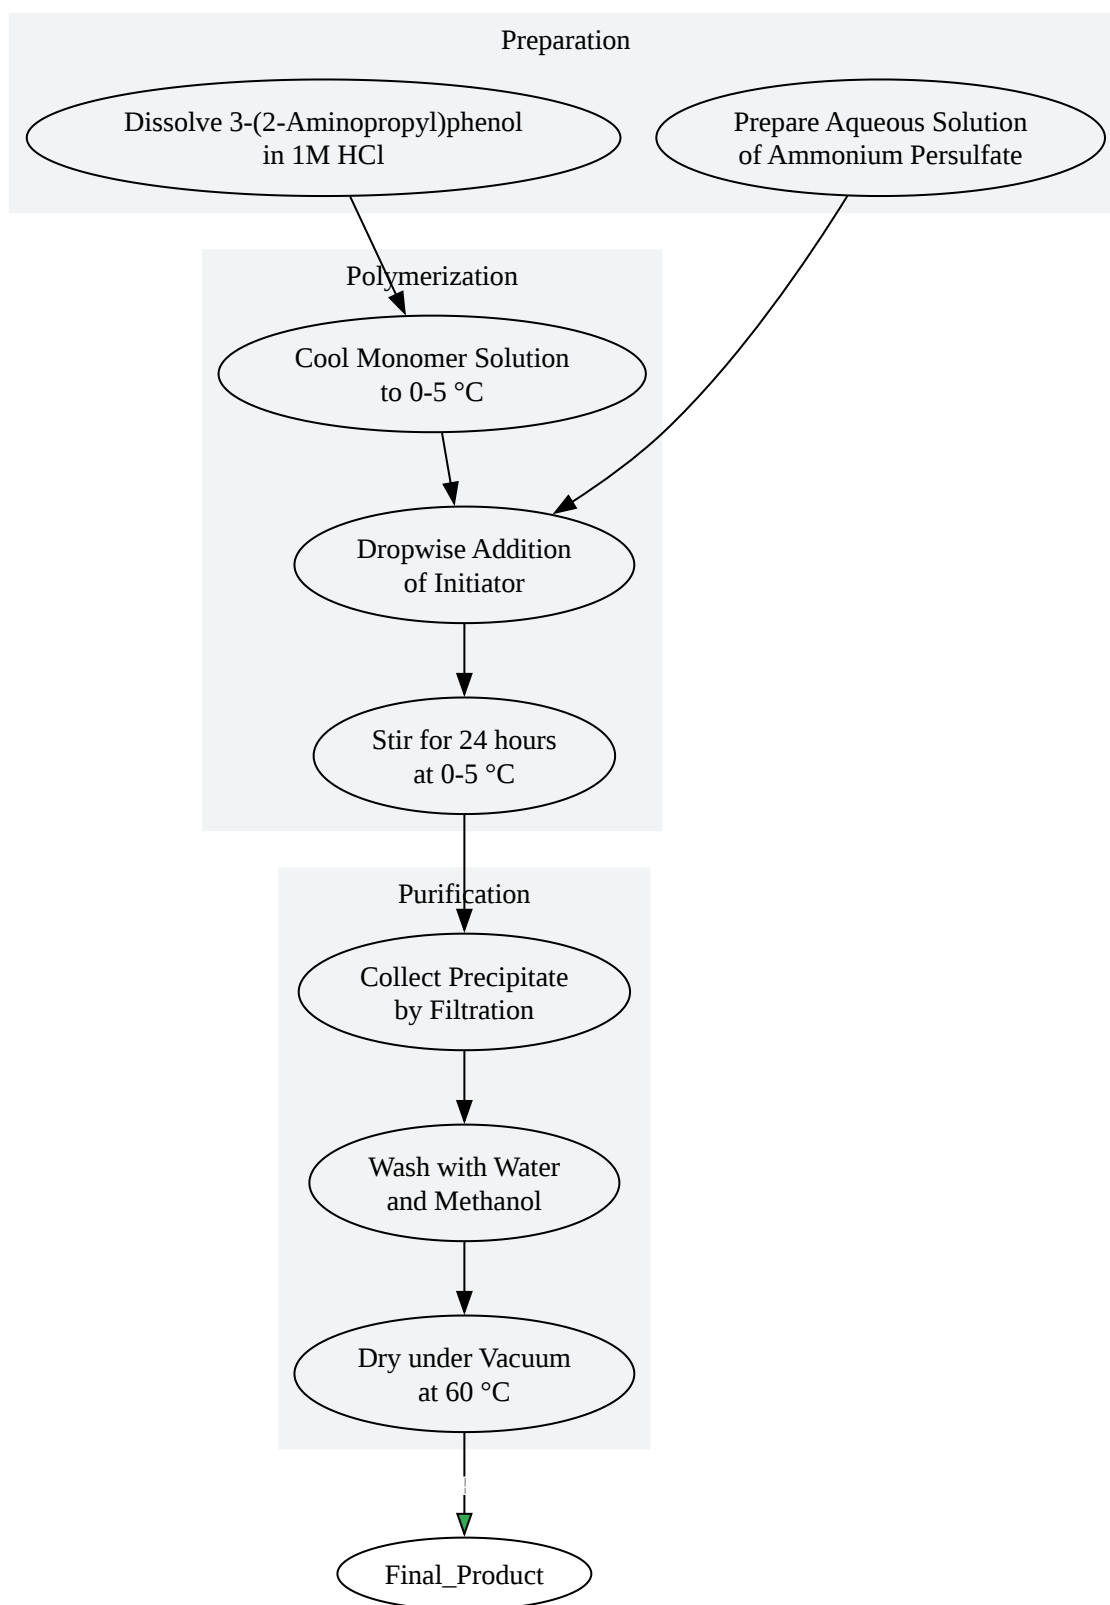 Preparation
Dissolve 3-(2-Aminopropyl)phenol
in 1M HCl
Prepare Aqueous Solution
of Ammonium Persulfate
Polymerization
Cool Monomer Solution
to 0-5 °C
Dropwise Addition
of Initiator
Stir for 24 hours
at 0-5 °C
Purification
Collect Precipitate
by Filtration
Wash with Water
and Methanol
Dry under Vacuum
at 60 °C
Final_Product